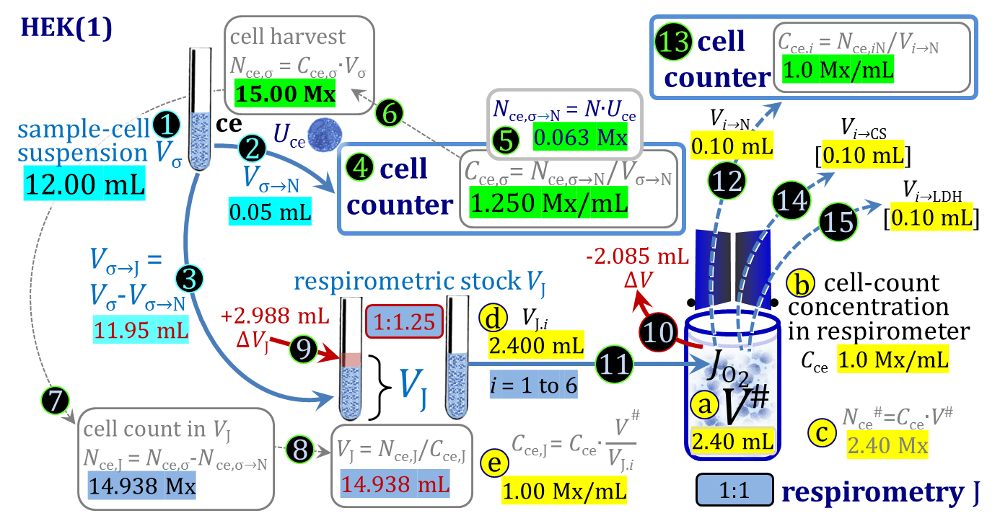 HEK(1)
cell harvest
N_ce,σ = C_ce,σ·V_σ
15.00 Mx
1
sample-cell
suspension V_σ
12.00 mL
ce
U_ce
2
V_σ→N
0.05 mL
6
N_ce,σ→N = N·U_ce
5
0.063 Mx
4
cell
counter
C_ce,σ = N_ce,σ→N/V_σ→N
1.250 Mx/mL
13
cell
counter
C_ce.i = N_ce,iN/V_i→N
1.0 Mx/mL
V_i→N
0.10 mL
12
V_i→CS
[0.10 mL]
14
V_i→LDH
[0.10 mL]
15
V_σ→J =
V_σ-V_σ→N
11.95 mL
3
respirometric stock V_J
+2.988 mL
ΔV_J
9
1:1.25
V_J
d
V_J.i
2.400 mL
i = 1 to 6
11
-2.085 mL
ΔV
10
b
cell-count
concentration
in respirometer
C_ce 1.0 Mx/mL
J_O₂
a
V^#
2.40 mL
c
N_ce^#=C_ce·V^#
2.40 Mx
7
cell count in V_J
N_ce,J = N_ce,σ-N_ce,σ→N
14.938 Mx
8
V_J = N_ce,J/C_ce,J
14.938 mL
e
C_ce,J = C_ce·V^#/V_J.i
1.00 Mx/mL
1:1
respirometry J